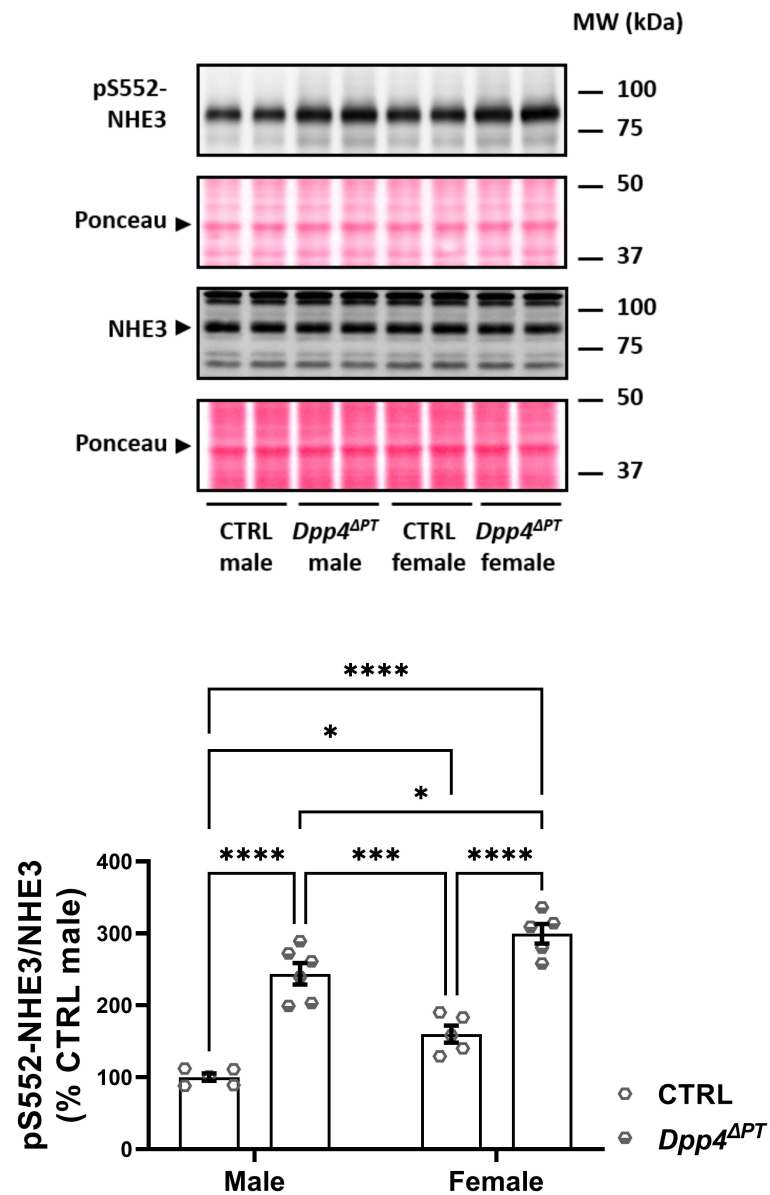 MW (kDa)
pS552-
NHE3
100
75
Ponceau
50
37
NHE3
100
75
Ponceau
50
37
CTRL
male
Dpp4ΔPT
male
CTRL
female
Dpp4ΔPT
female
****
*
*
**** *** ****
pS552-NHE3/NHE3
(% CTRL male)
400
300
200
100
0
Male Female
CTRL
Dpp4ΔPT